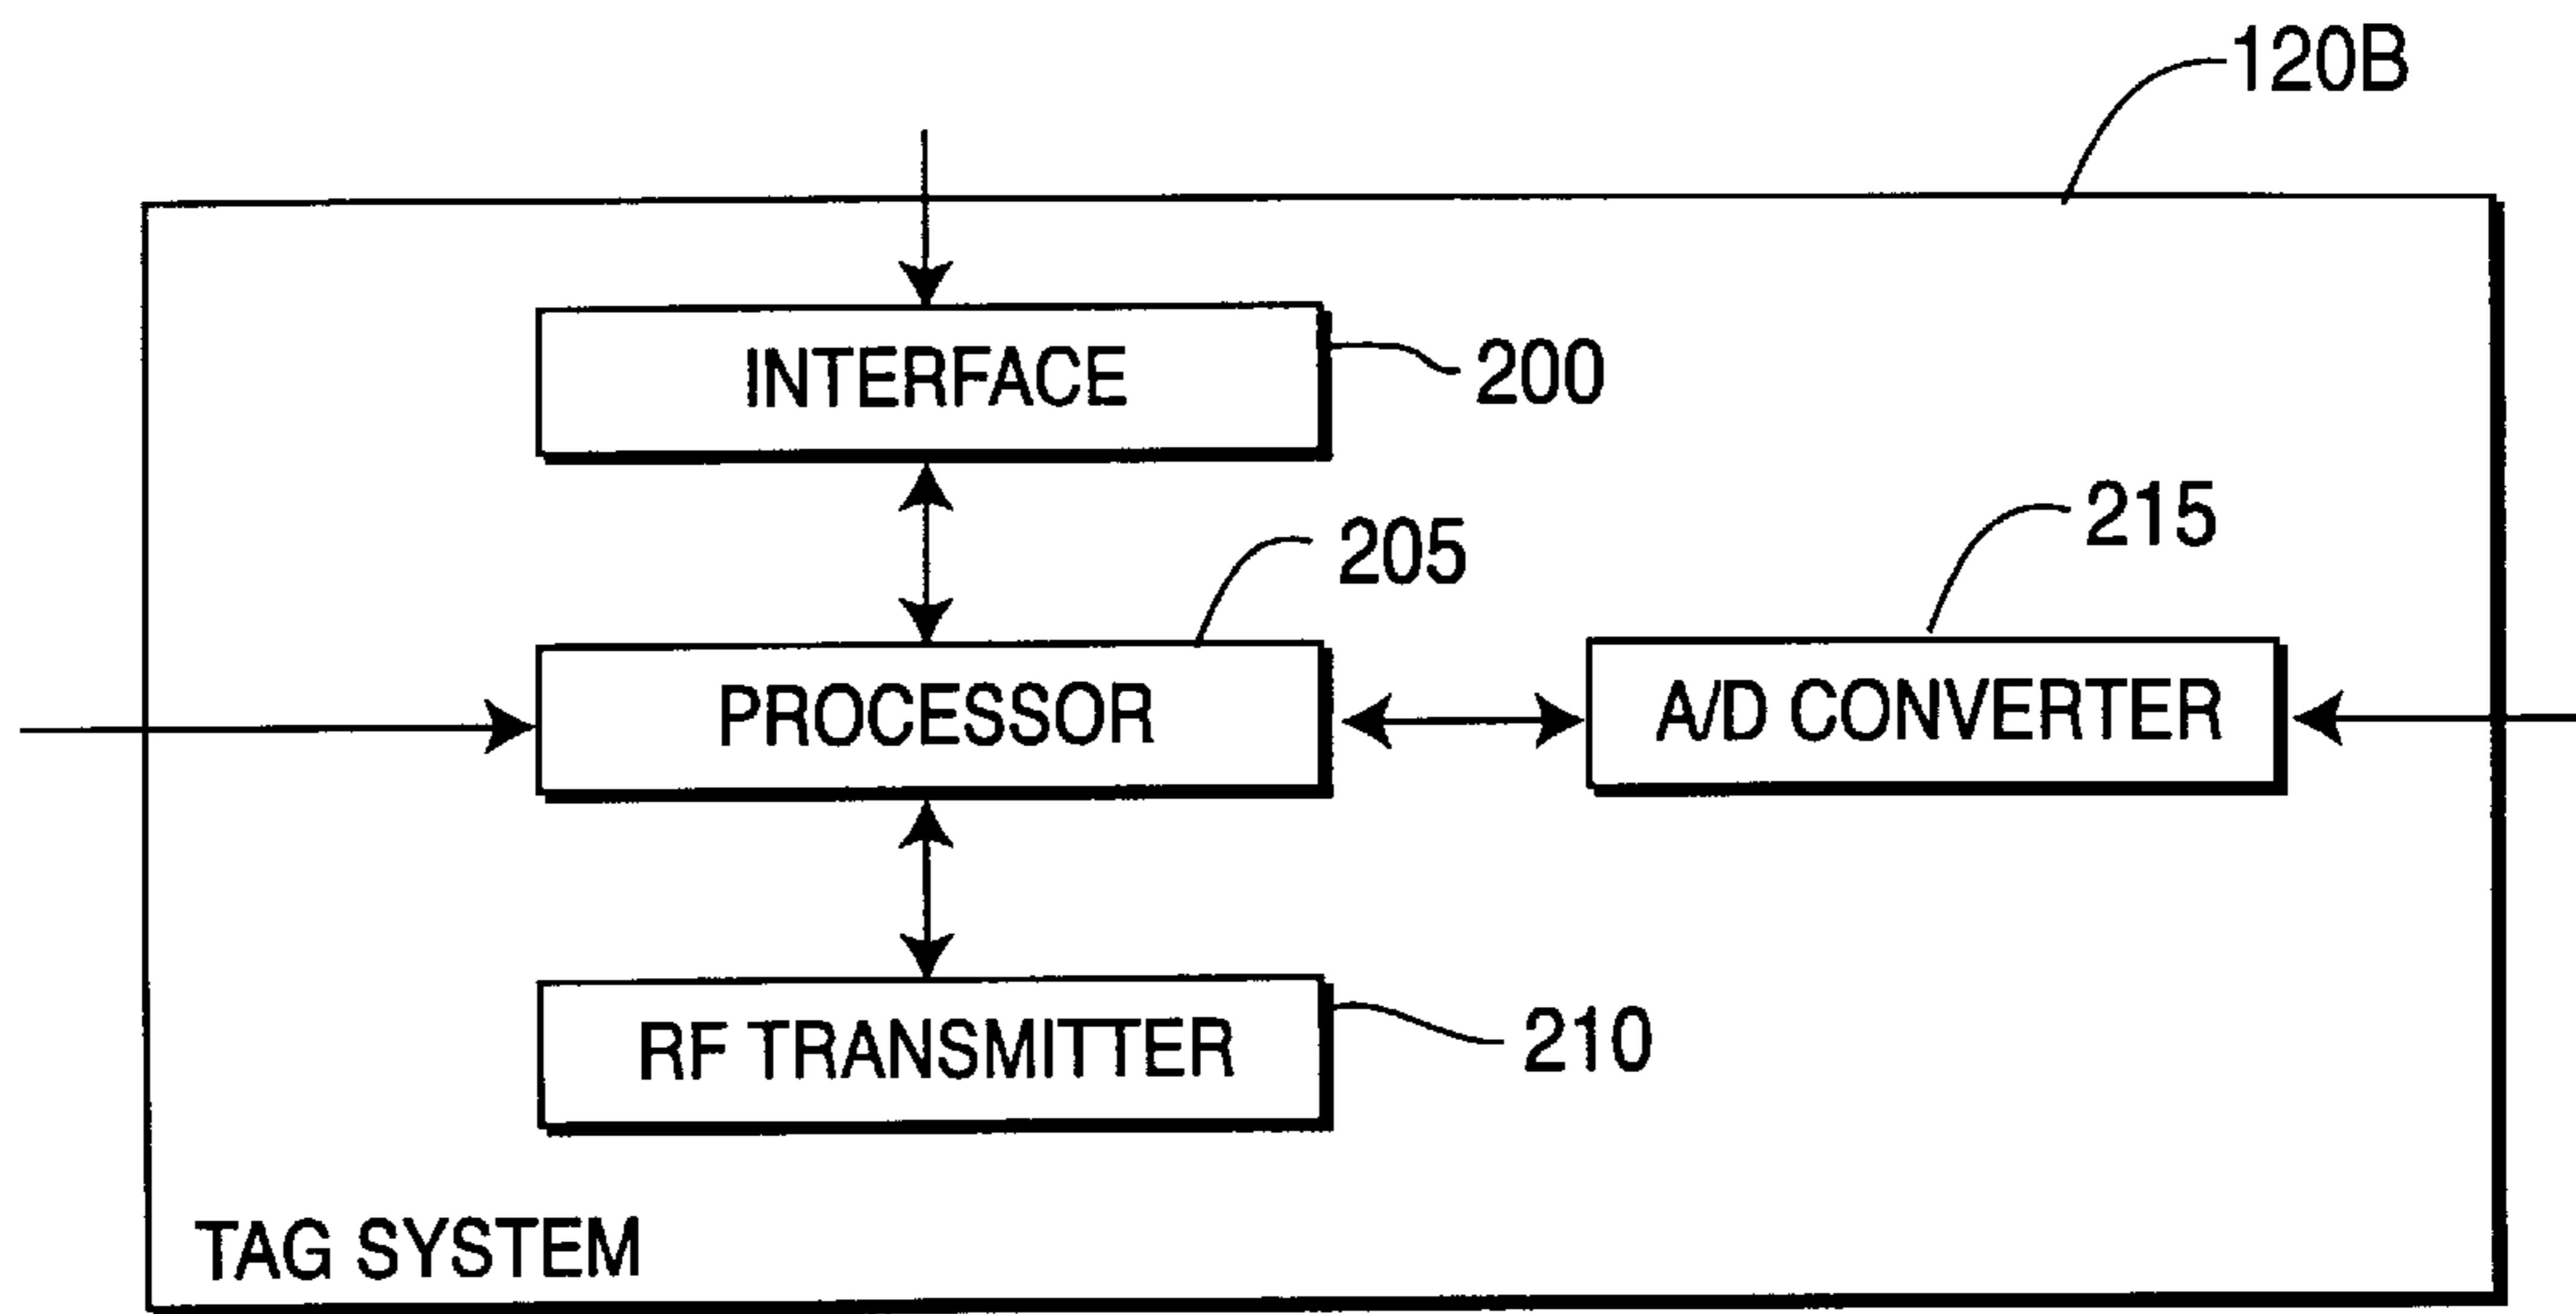 120B
INTERFACE
200
205
215
PROCESSOR
A/D CONVERTER
RF TRANSMITTER
210
TAG SYSTEM